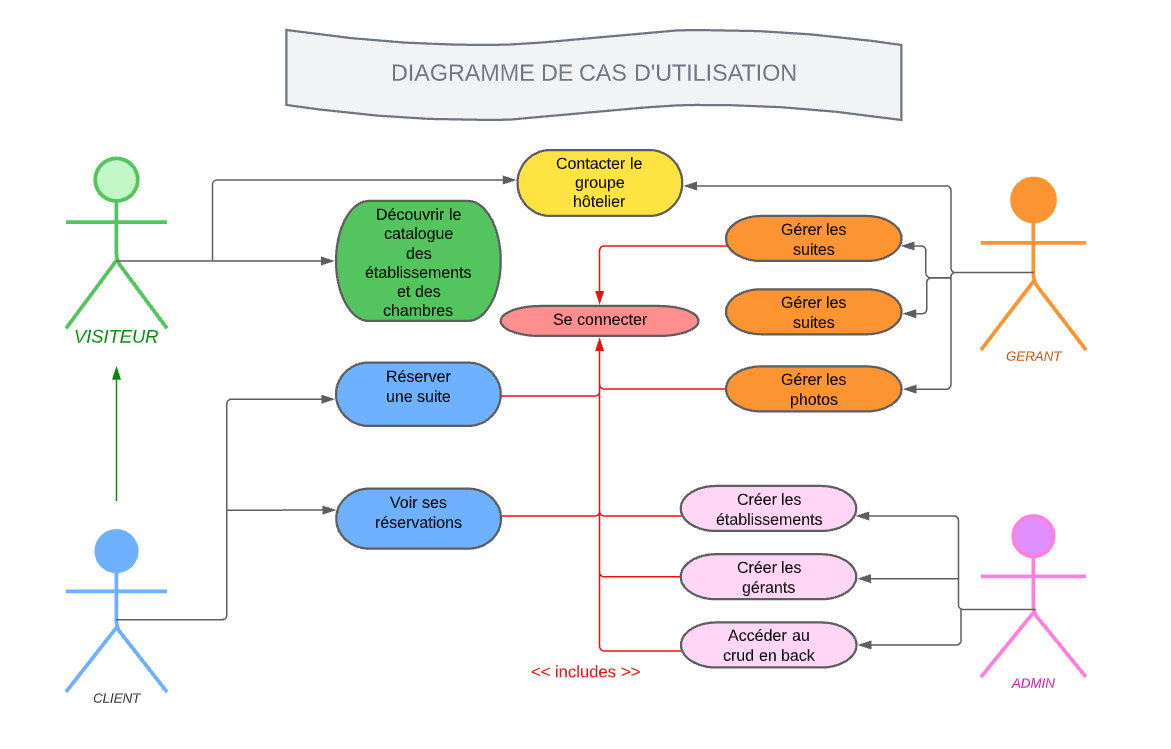 DIAGRAMME DE CAS D'UTILISATION
Contacter le
groupe
hôtelier
Découvrir le
catalogue
des
établissements
et des
chambres
Gérer les
suites
Se connecter
Gérer les
suites
VISITEUR
GERANT
Réserver
une suite
Gérer les
photos
Voir ses
réservations
Créer les
établissements
Créer les
gérants
Accéder au
crud en back
<< includes >>
CLIENT
ADMIN